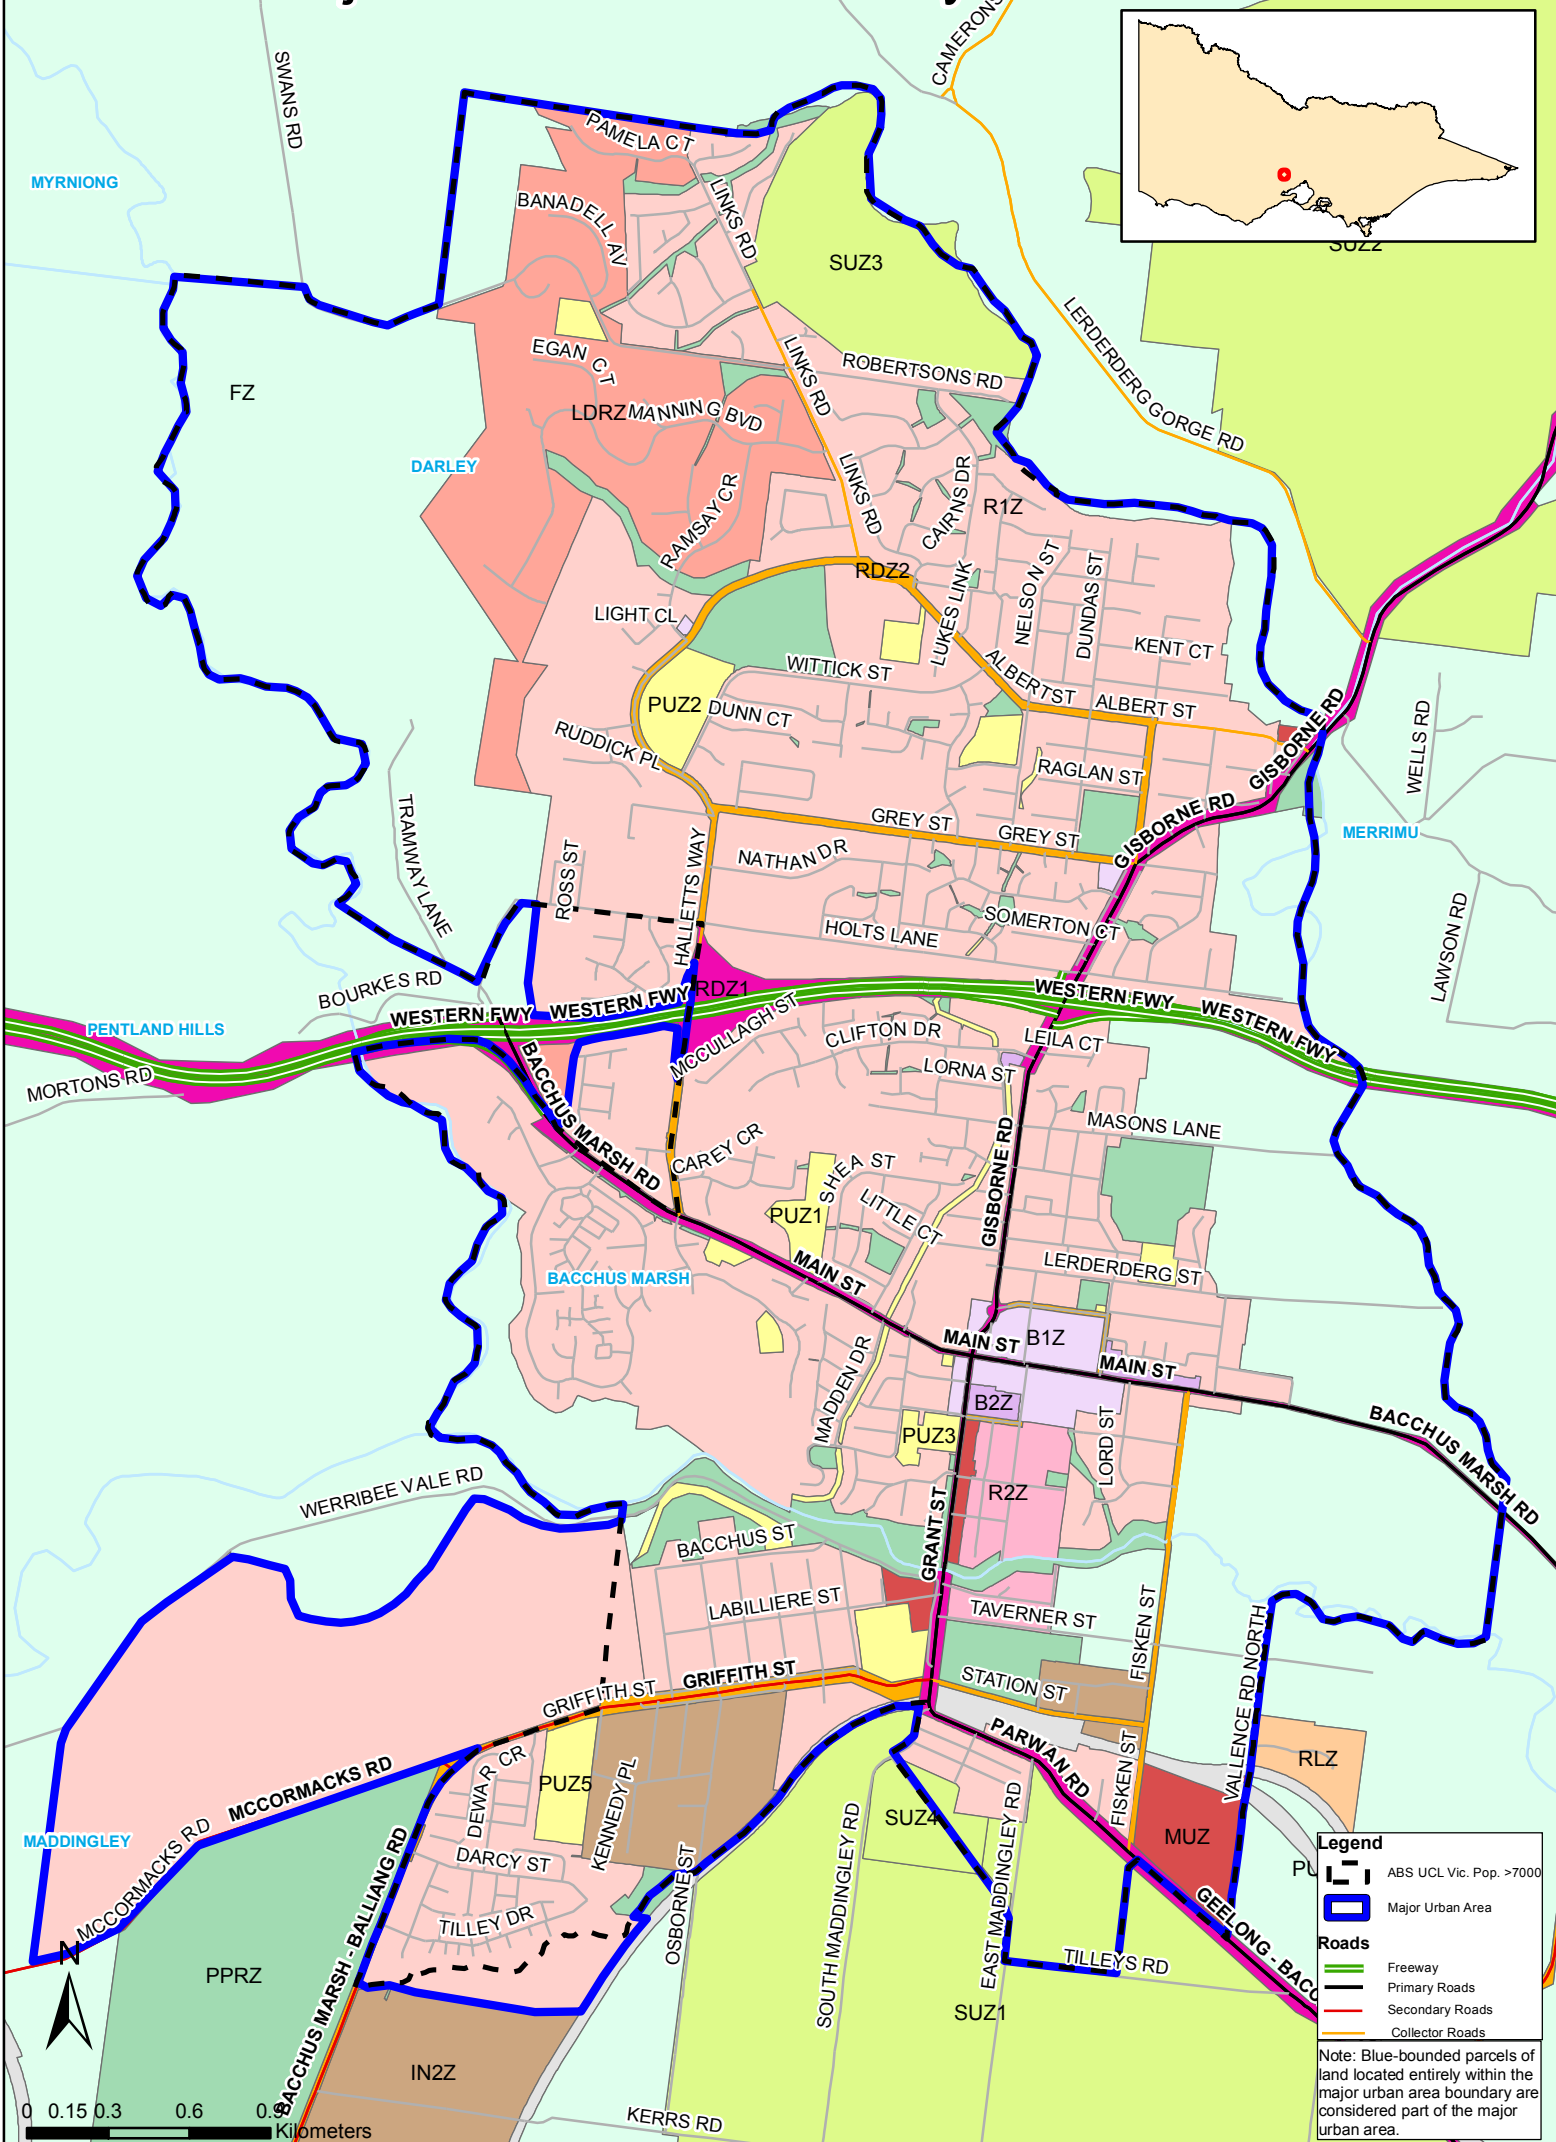 CAMERONS
SWANS RD
MYRNIONG
PAMELA CT
LINKS RD
BANADELL AV
SUZ3
SUZ2
LERDERDERG GORGE RD
LINKS RD
EGAN CT
ROBERTSONS RD
FZ
LDRZ
MANNING BVD
DARLEY
LINKS RD
CAIRNS DR
RAMSAY CR
R1Z
RDZ2
NELSON ST
DUNDAS ST
LUKES LINK
LIGHT CL
KENT CT
WITTICK ST
ALBERT ST
ALBERT ST
PUZ2
DUNN CT
GISBORNE RD
WELLS RD
RUDDICK PL
RAGLAN ST
TRAMWAY LANE
GREY ST
GREY ST
GISBORNE RD
MERRIMU
ROSS ST
NATHAN DR
HALLETTS WAY
HOLTS LANE
SOMERTON CT
LAWSON RD
BOURKES RD
RDZ1
WESTERN FWY
WESTERN FWY
WESTERN FWY
WESTERN FWY
PENTLAND HILLS
MCCULLAGH ST
CLIFTON DR
LEILA CT
MORTONS RD
LORNA ST
BACCHUS MARSH RD
MASONS LANE
CAREY CR
SHEA ST
GISBORNE RD
PUZ1
LITTLE CT
BACCHUS MARSH
MAIN ST
LERDERDERG ST
MAIN ST
B1Z
MAIN ST
MADDEN DR
B2Z
PUZ3
LORD ST
BACCHUS MARSH RD
WERRIBEE VALE RD
R2Z
BACCHUS ST
GRANT ST
LABILLIERE ST
TAVERNER ST
FISKEN ST
VALLENCE RD NORTH
GRIFFITH ST
GRIFFITH ST
STATION ST
PARWAN RD
DEWAR CR
PUZ5
KENNEDY PL
FISKEN ST
RLZ
MCCORMACKS RD
SUZ4
MUZ
MADDINGLEY
MCCORMACKS RD
DARCY ST
SOUTH MADDINGLEY RD
EAST MADDINGLEY RD
PU
TILLEY DR
OSBORNE ST
GEELONG - BACC
TILLEYS RD
PPRZ
BACCHUS MARSH - BALLIANG RD
SUZ1
IN2Z
KERRS RD
N
0 0.15 0.3 0.6 0.9
Kilometers
Legend
ABS UCL Vic. Pop. >7000
Major Urban Area
Roads
Freeway
Primary Roads
Secondary Roads
Collector Roads
Note: Blue-bounded parcels of
land located entirely within the
major urban area boundary are
considered part of the major
urban area.